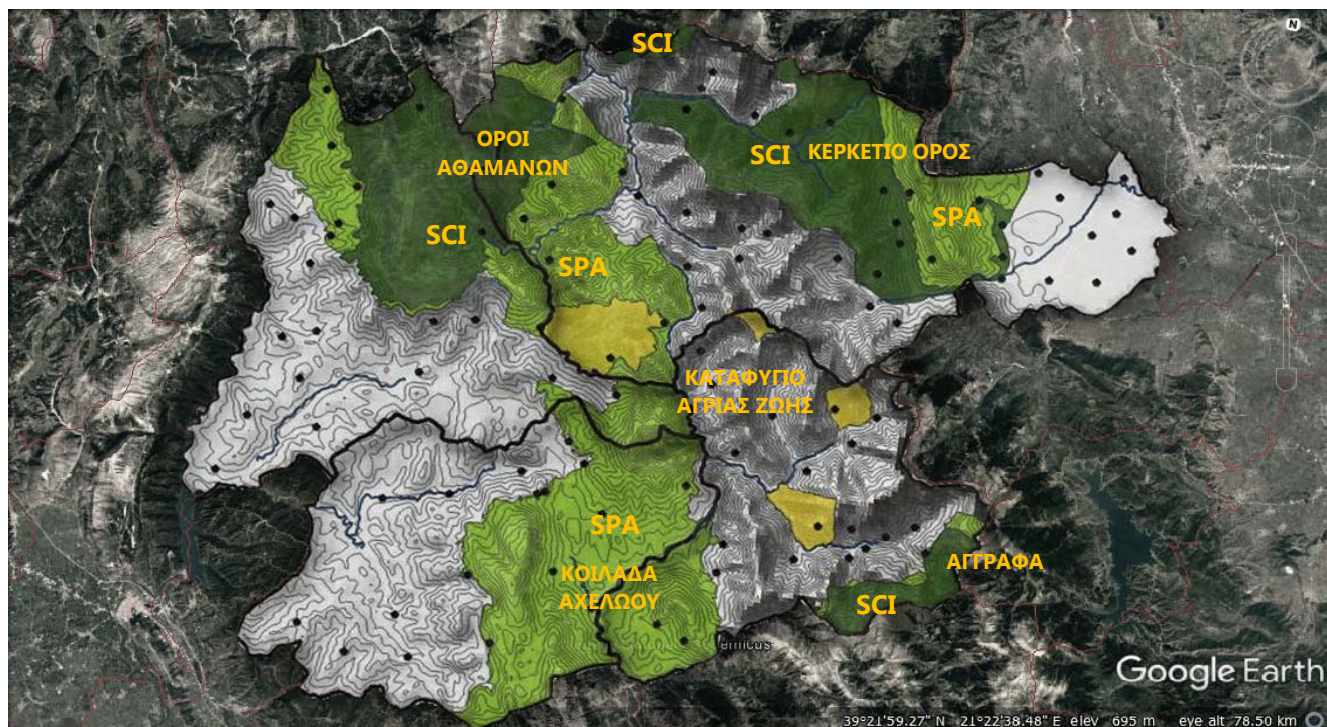 SCI
N
ΟΡΟΙ
ΑΘΑΜΑΝΩΝ
SCI
ΚΕΡΚΕΤΙΟ ΟΡΟΣ
SCI
SPA
SPA
ΚΑΤΑΦΥΓΙΟ
ΑΓΡΙΑΣ ΖΩΗΣ
SPA
ΚΟΙΛΑΔΑ
ΑΧΕΛΩΟΥ
ΑΓΓΡΑΦΑ
SCI
Google Earth
39°21'59.27" N 21°22'38.48" E elev 695 m eye alt 78.50 km